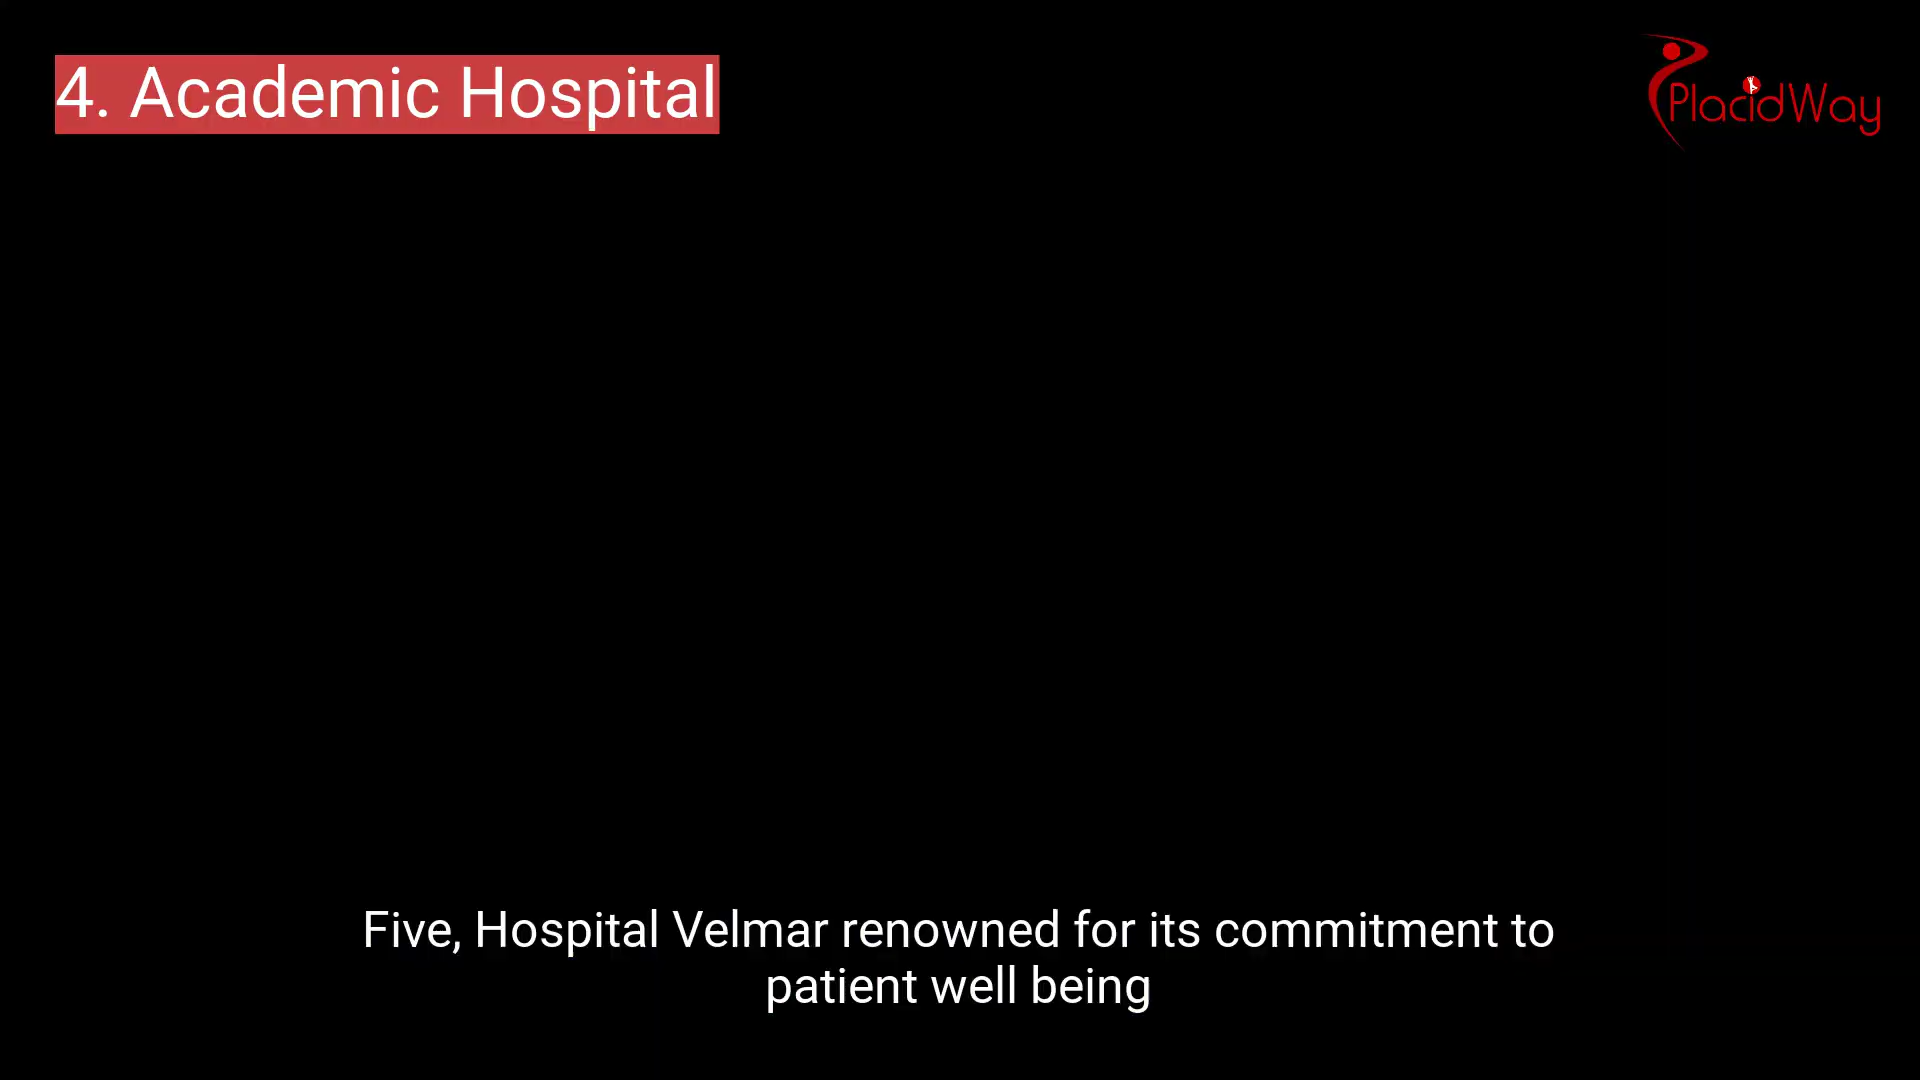 4. Academic Hospital
PlacidWay
Five, Hospital Velmar renowned for its commitment to
patient well being